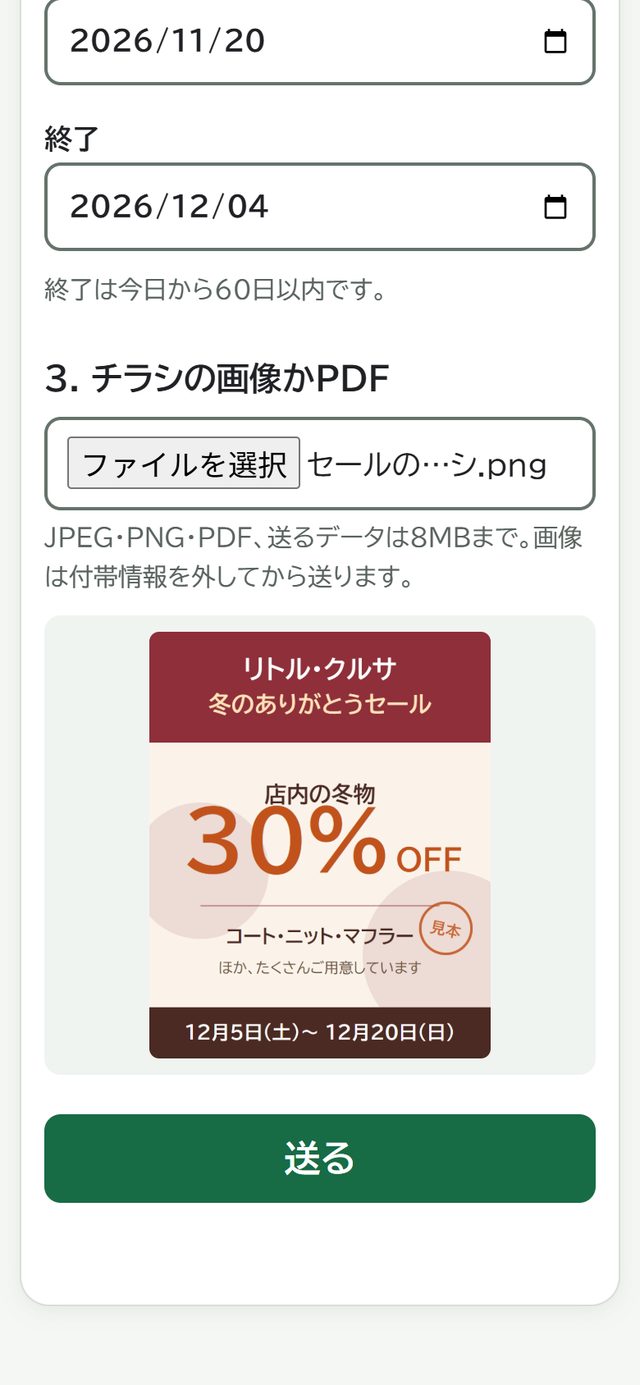 2026/11/20
終了
2026/12/04
終了は今日から60日以内です。
3. チラシの画像かPDF
ファイルを選択 セールの…シ.png
JPEG・PNG・PDF、送るデータは8MBまで。画像
は付帯情報を外してから送ります。
リトル・クルサ
冬のありがとうセール
店内の冬物
30% OFF
コート・ニット・マフラー
見本
ほか、たくさんご用意しています
12月5日(土)〜 12月20日(日)
送る